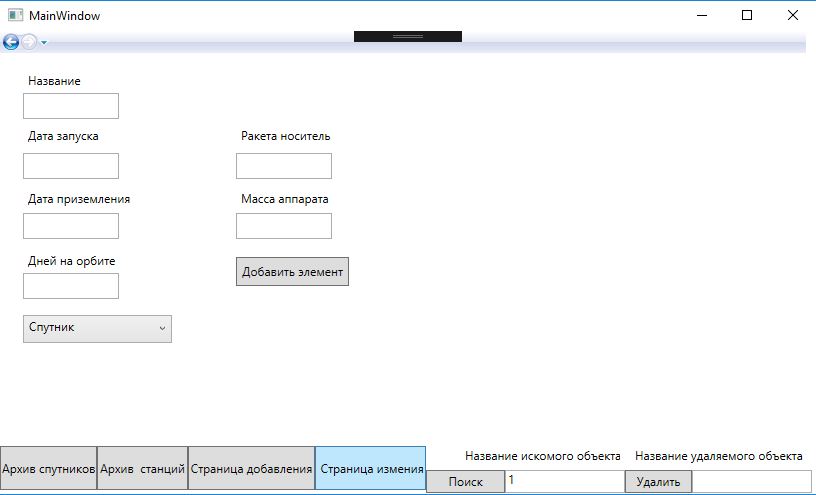 MainWindow
Название
Дата запуска
Ракета носитель
Дата приземления
Масса аппарата
Дней на орбите
Добавить элемент
Спутник
Название искомого объекта
Название удаляемого объекта
Архив спутников
Архив станций
Страница добавления
Страница измения
Поиск
1
Удалить